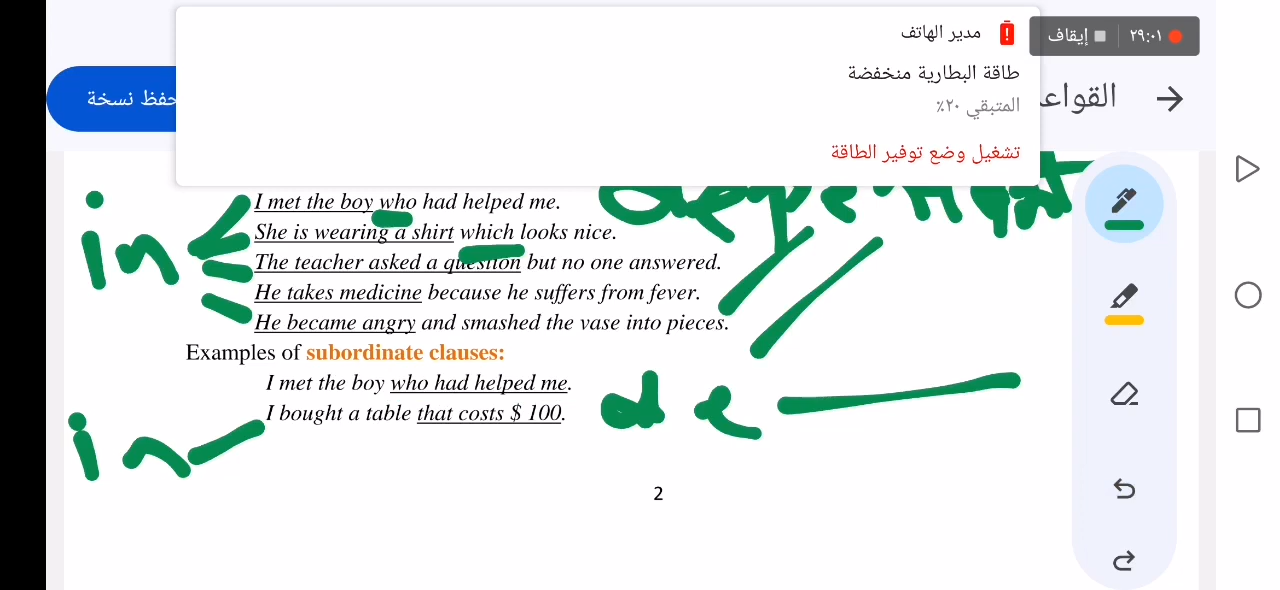 مدير الهاتف
إيقاف ٢٩:٠١
طاقة البطارية منخفضة
المتبقي ٢٠٪
تشغيل وضع توفير الطاقة
حفظ نسخة
القواعد
dependent
in
I met the boy who had helped me.
She is wearing a shirt which looks nice.
The teacher asked a question but no one answered.
He takes medicine because he suffers from fever.
He became angry and smashed the vase into pieces.
Examples of subordinate clauses:
I met the boy who had helped me.
in
I bought a table that costs $ 100.
de
2